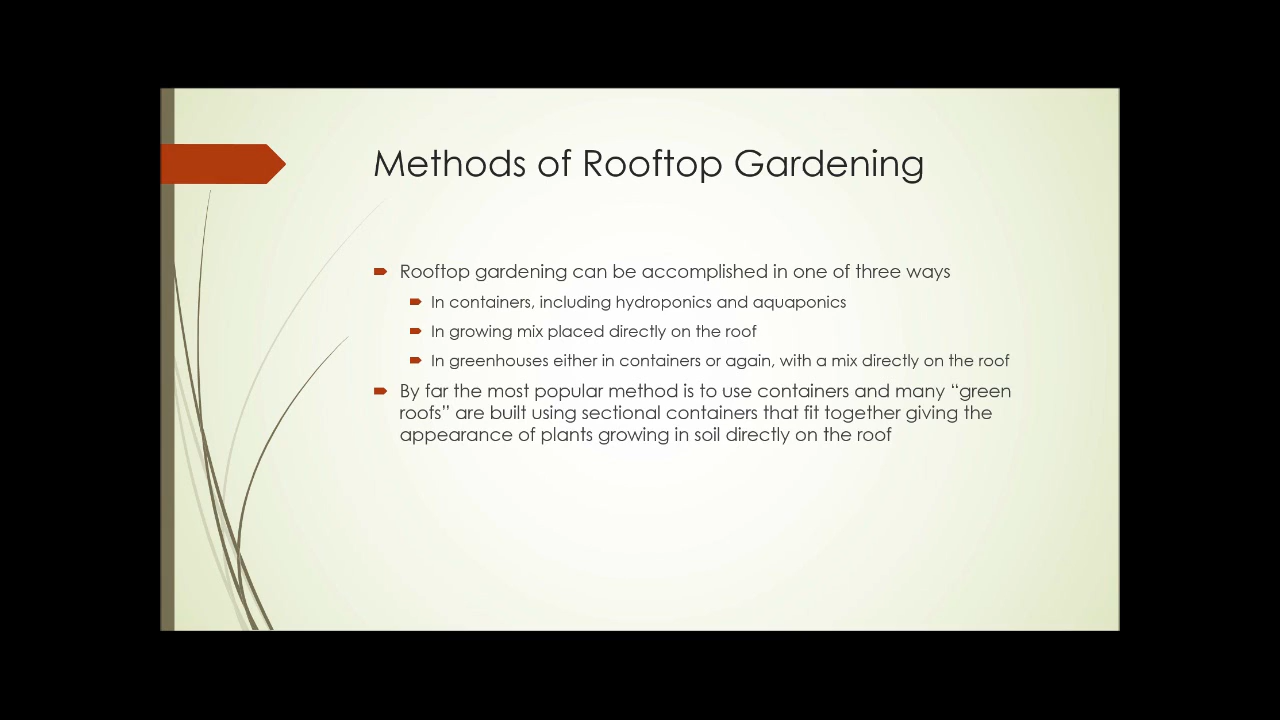 Methods of Rooftop Gardening
Rooftop gardening can be accomplished in one of three ways
In containers, including hydroponics and aquaponics
In growing mix placed directly on the roof
In greenhouses either in containers or again, with a mix directly on the roof
By far the most popular method is to use containers and many “green
roofs” are built using sectional containers that fit together giving the
appearance of plants growing in soil directly on the roof